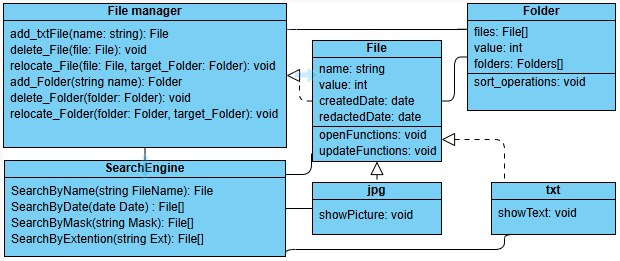 File manager
add_txtFile(name: string): File
delete_File(file: File): void
relocate_File(file: File, target_Folder: Folder): void
add_Folder(string name): Folder
delete_Folder(folder: Folder): void
relocate_Folder(folder: Folder, target_Folder): void
File
name: string
value: int
createdDate: date
redactedDate: date
openFunctions: void
updateFunctions: void
Folder
files: File[]
value: int
folders: Folders[]
sort_operations: void
SearchEngine
SearchByName(string FileName): File
SearchByDate(date Date) : File[]
SearchByMask(string Mask): File[]
SearchByExtention(string Ext): File[]
jpg
showPicture: void
txt
showText: void